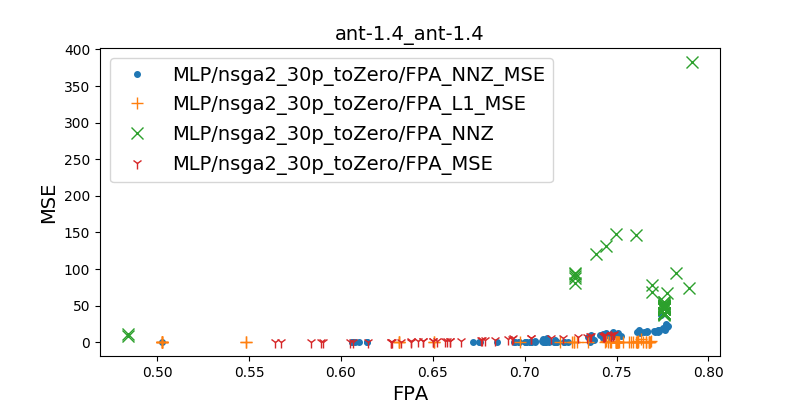 ant-1.4_ant-1.4
400
350
300
250
200
150
100
50
0
MSE
MLP/nsga2_30p_toZero/FPA_NNZ_MSE
MLP/nsga2_30p_toZero/FPA_L1_MSE
MLP/nsga2_30p_toZero/FPA_NNZ
MLP/nsga2_30p_toZero/FPA_MSE
0.50 0.55 0.60 0.65 0.70 0.75 0.80
FPA